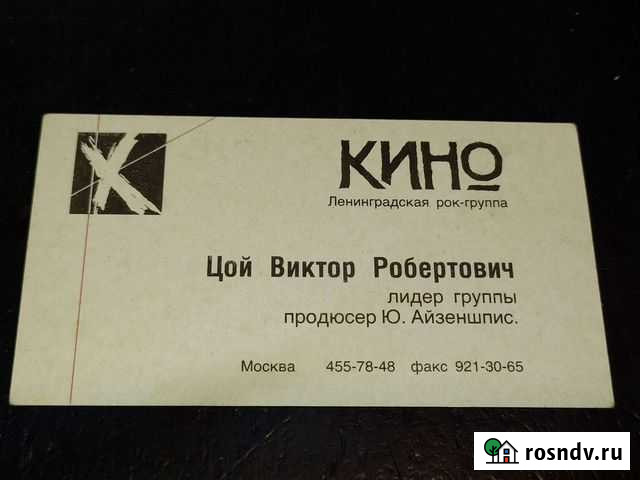 К
КИНО
Ленинградская рок-группа
Цой Виктор Робертович
лидер группы
продюсер Ю. Айзеншпис.
Москва 455-78-48 факс 921-30-65
rosndv.ru